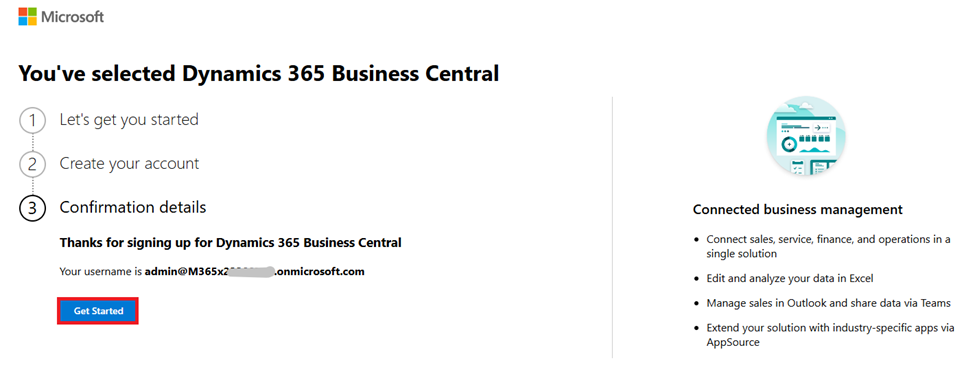 Microsoft
You've selected Dynamics 365 Business Central
1 Let's get you started
2 Create your account
3 Confirmation details
Thanks for signing up for Dynamics 365 Business Central
Your username is admin@M365x .onmicrosoft.com
Get Started
Connected business management
• Connect sales, service, finance, and operations in a
single solution
• Edit and analyze your data in Excel
• Manage sales in Outlook and share data via Teams
• Extend your solution with industry-specific apps via
AppSource